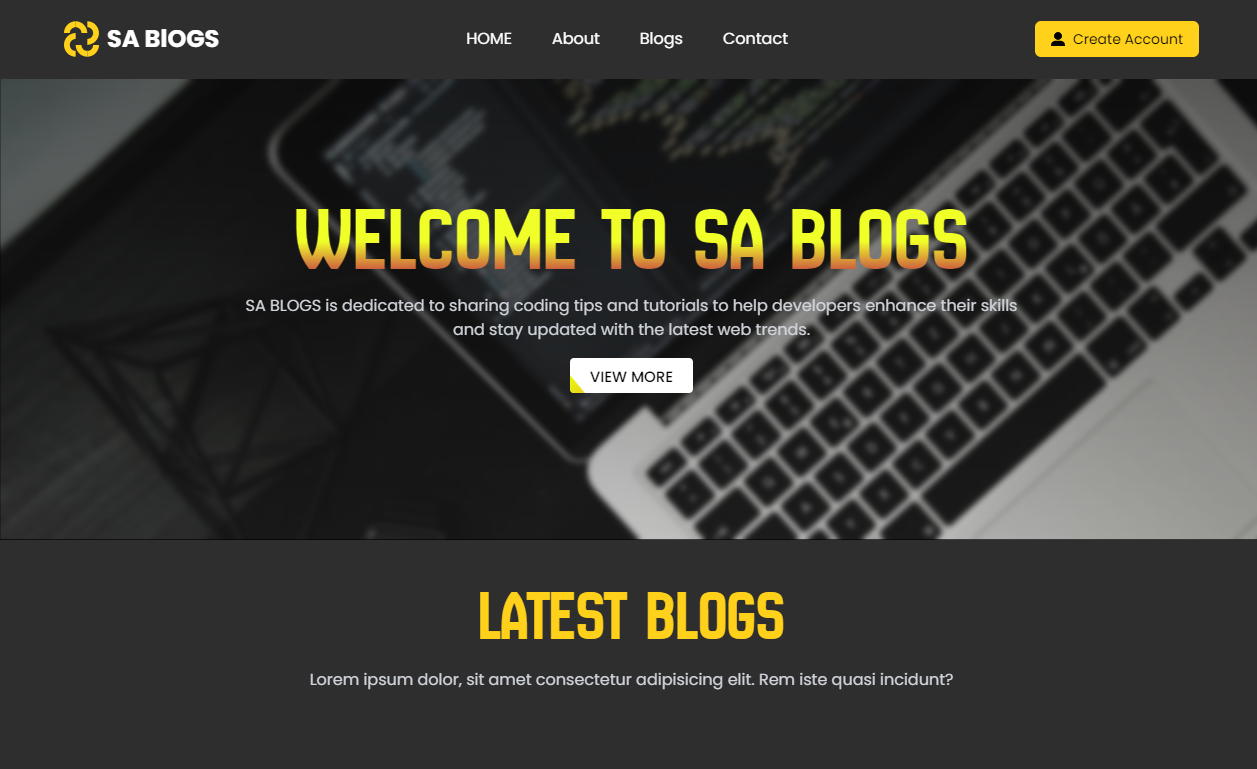 SA BlOGS
HOME
About
Blogs
Contact
Create Account
WELCOME TO SA BLOGS
SA BLOGS is dedicated to sharing coding tips and tutorials to help developers enhance their skills
and stay updated with the latest web trends.
VIEW MORE
LATEST BLOGS
Lorem ipsum dolor, sit amet consectetur adipisicing elit. Rem iste quasi incidunt?